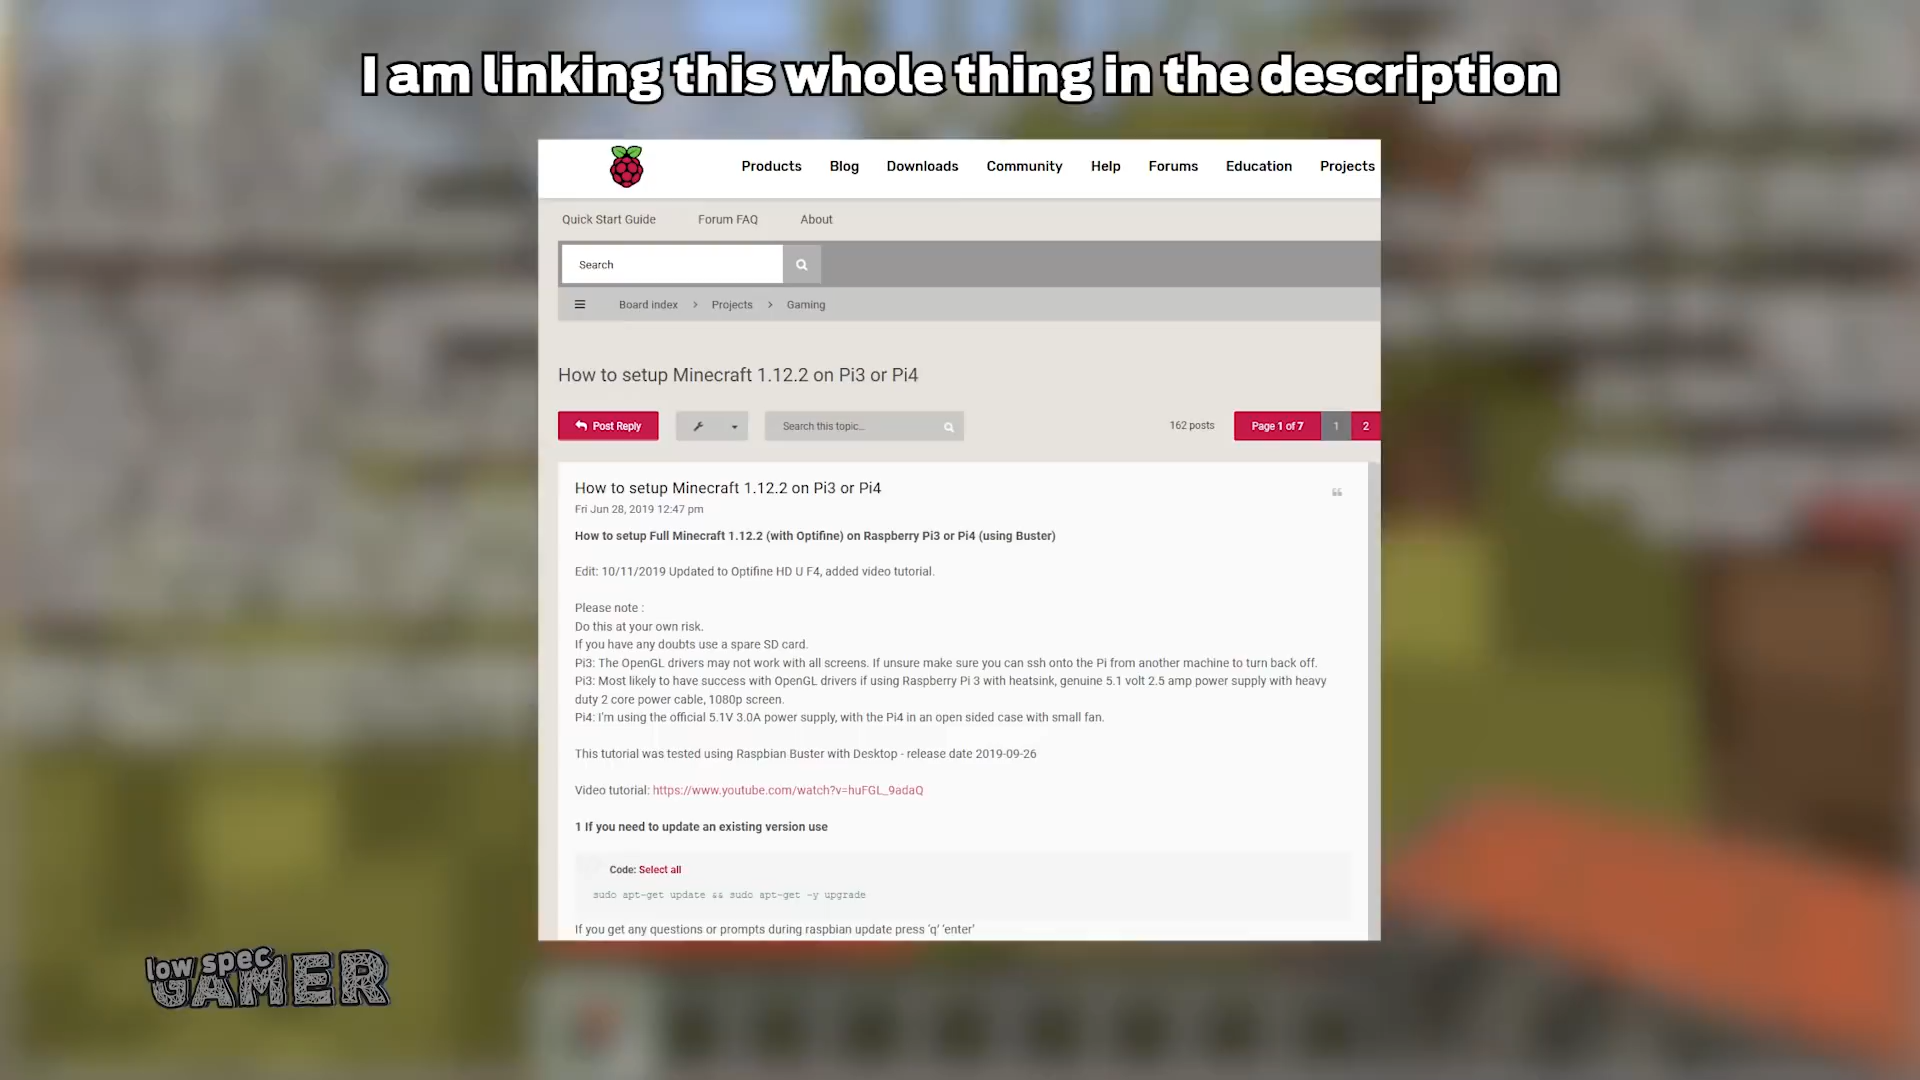 I am linking this whole thing in the description
Products Blog Downloads Community Help Forums Education Projects
Quick Start Guide Forum FAQ About
Search
Board index > Projects > Gaming
How to setup Minecraft 1.12.2 on Pi3 or Pi4
Post Reply Search this topic... 162 posts Page 1 of 7 1 2
How to setup Minecraft 1.12.2 on Pi3 or Pi4
Fri Jun 28, 2019 12:47 pm
How to setup Full Minecraft 1.12.2 (with Optifine) on Raspberry Pi3 or Pi4 (using Buster)
Edit: 10/11/2019 Updated to Optifine HD U F4, added video tutorial.
Please note :
Do this at your own risk.
If you have any doubts use a spare SD card.
Pi3: The OpenGL drivers may not work with all screens. If unsure make sure you can ssh onto the Pi from another machine to turn back off.
Pi3: Most likely to have success with OpenGL drivers if using Raspberry Pi 3 with heatsink, genuine 5.1 volt 2.5 amp power supply with heavy
duty 2 core power cable, 1080p screen.
Pi4: I'm using the official 5.1V 3.0A power supply, with the Pi4 in an open sided case with small fan.
This tutorial was tested using Raspbian Buster with Desktop - release date 2019-09-26
Video tutorial: https://www.youtube.com/watch?v=huFGL_9adaQ
1 If you need to update an existing version use
Code: Select all
sudo apt-get update && sudo apt-get -y upgrade
If you get any questions or prompts during raspbian update press 'q' 'enter'
low spec
GAMER